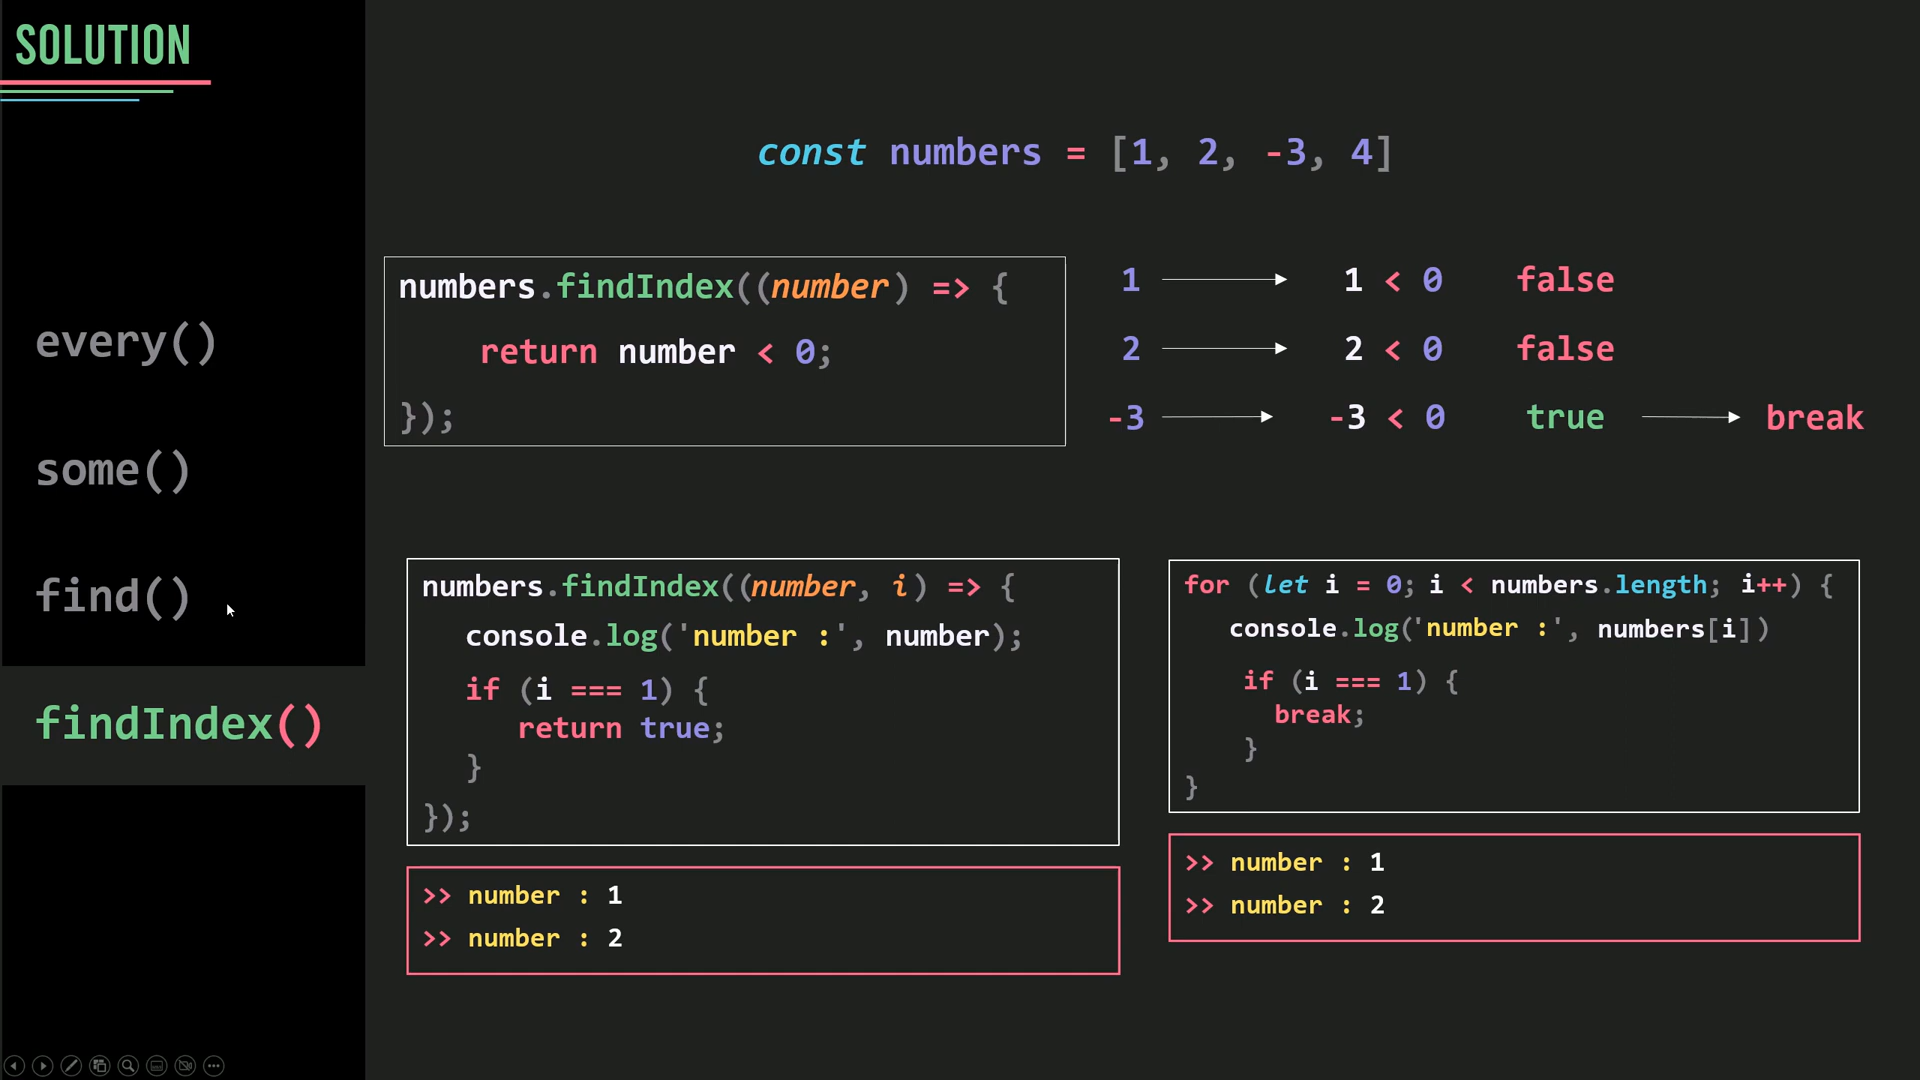 SOLUTION
every()
some()
find()
findIndex()
const numbers = [1, 2, -3, 4]
numbers.findIndex((number) => {
return number < 0;
});
1 1 < 0 false
2 2 < 0 false
-3 -3 < 0 true break
numbers.findIndex((number, i) => {
console.log('number :', number);
if (i === 1) {
return true;
}
});
>> number : 1
>> number : 2
for (let i = 0; i < numbers.length; i++) {
console.log('number :', numbers[i])
if (i === 1) {
break;
}
}
>> number : 1
>> number : 2